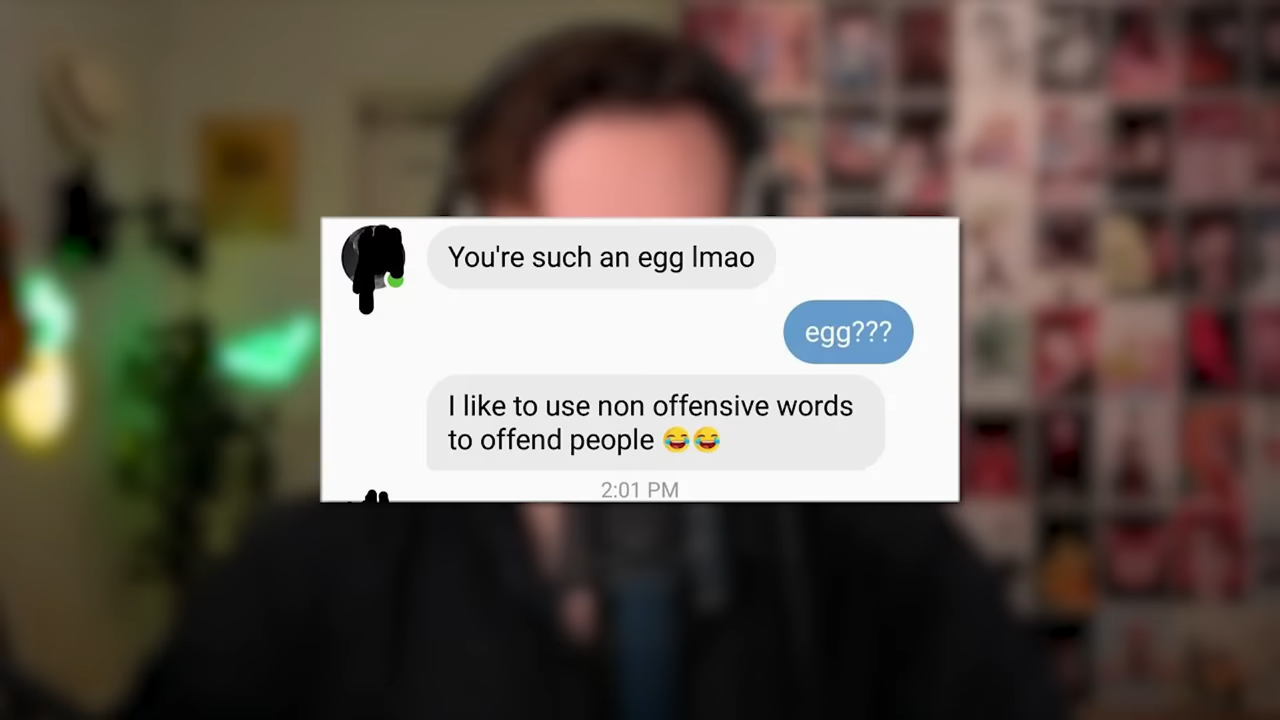 You're such an egg lmao
egg???
I like to use non offensive words
to offend people 😂😂
2:01 PM